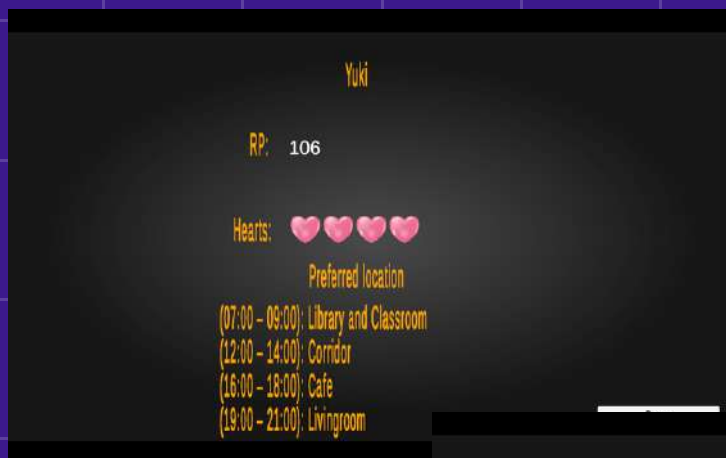 Yuki
RP: 106
Hearts:
Preferred location
(07:00 – 09:00): Library and Classroom
(12:00 – 14:00): Corridor
(16:00 – 18:00): Cafe
(19:00 – 21:00): Livingroom